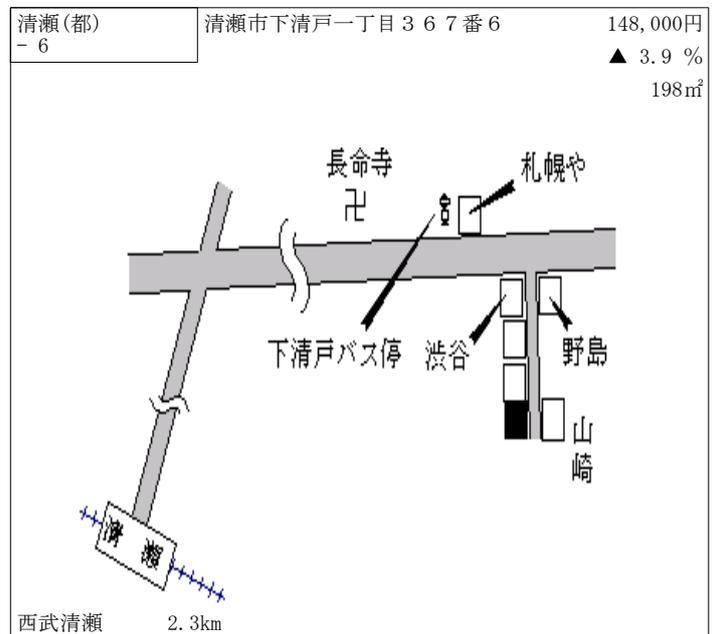 清瀬(都)
- 6
清瀬市下清戸一丁目３６７番６
148,000円
▲ 3.9 %
198㎡
長命寺
卍
札幌や
下清戸バス停
渋谷
野島
山崎
清瀬
西武清瀬 2.3km